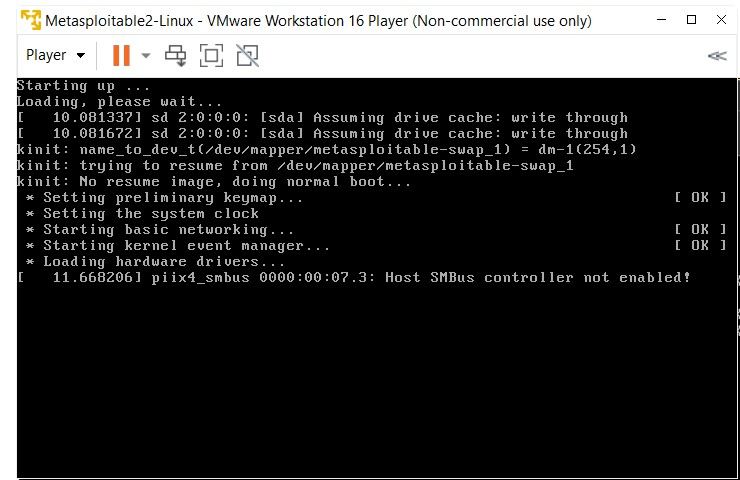 Metasploitable2-Linux - VMware Workstation 16 Player (Non-commercial use only)
Player
Starting up ...
Loading, please wait...
[   10.081337] sd 2:0:0:0: [sda] Assuming drive cache: write through
[   10.081672] sd 2:0:0:0: [sda] Assuming drive cache: write through
kinit: name_to_dev_t(/dev/mapper/metasploitable-swap_1) = dm-1(254,1)
kinit: trying to resume from /dev/mapper/metasploitable-swap_1
kinit: No resume image, doing normal boot...
 * Setting preliminary keymap...                                         [ OK ]
 * Setting the system clock
 * Starting basic networking...                                          [ OK ]
 * Starting kernel event manager...                                      [ OK ]
 * Loading hardware drivers...
[   11.668206] piix4_smbus 0000:00:07.3: Host SMBus controller not enabled!